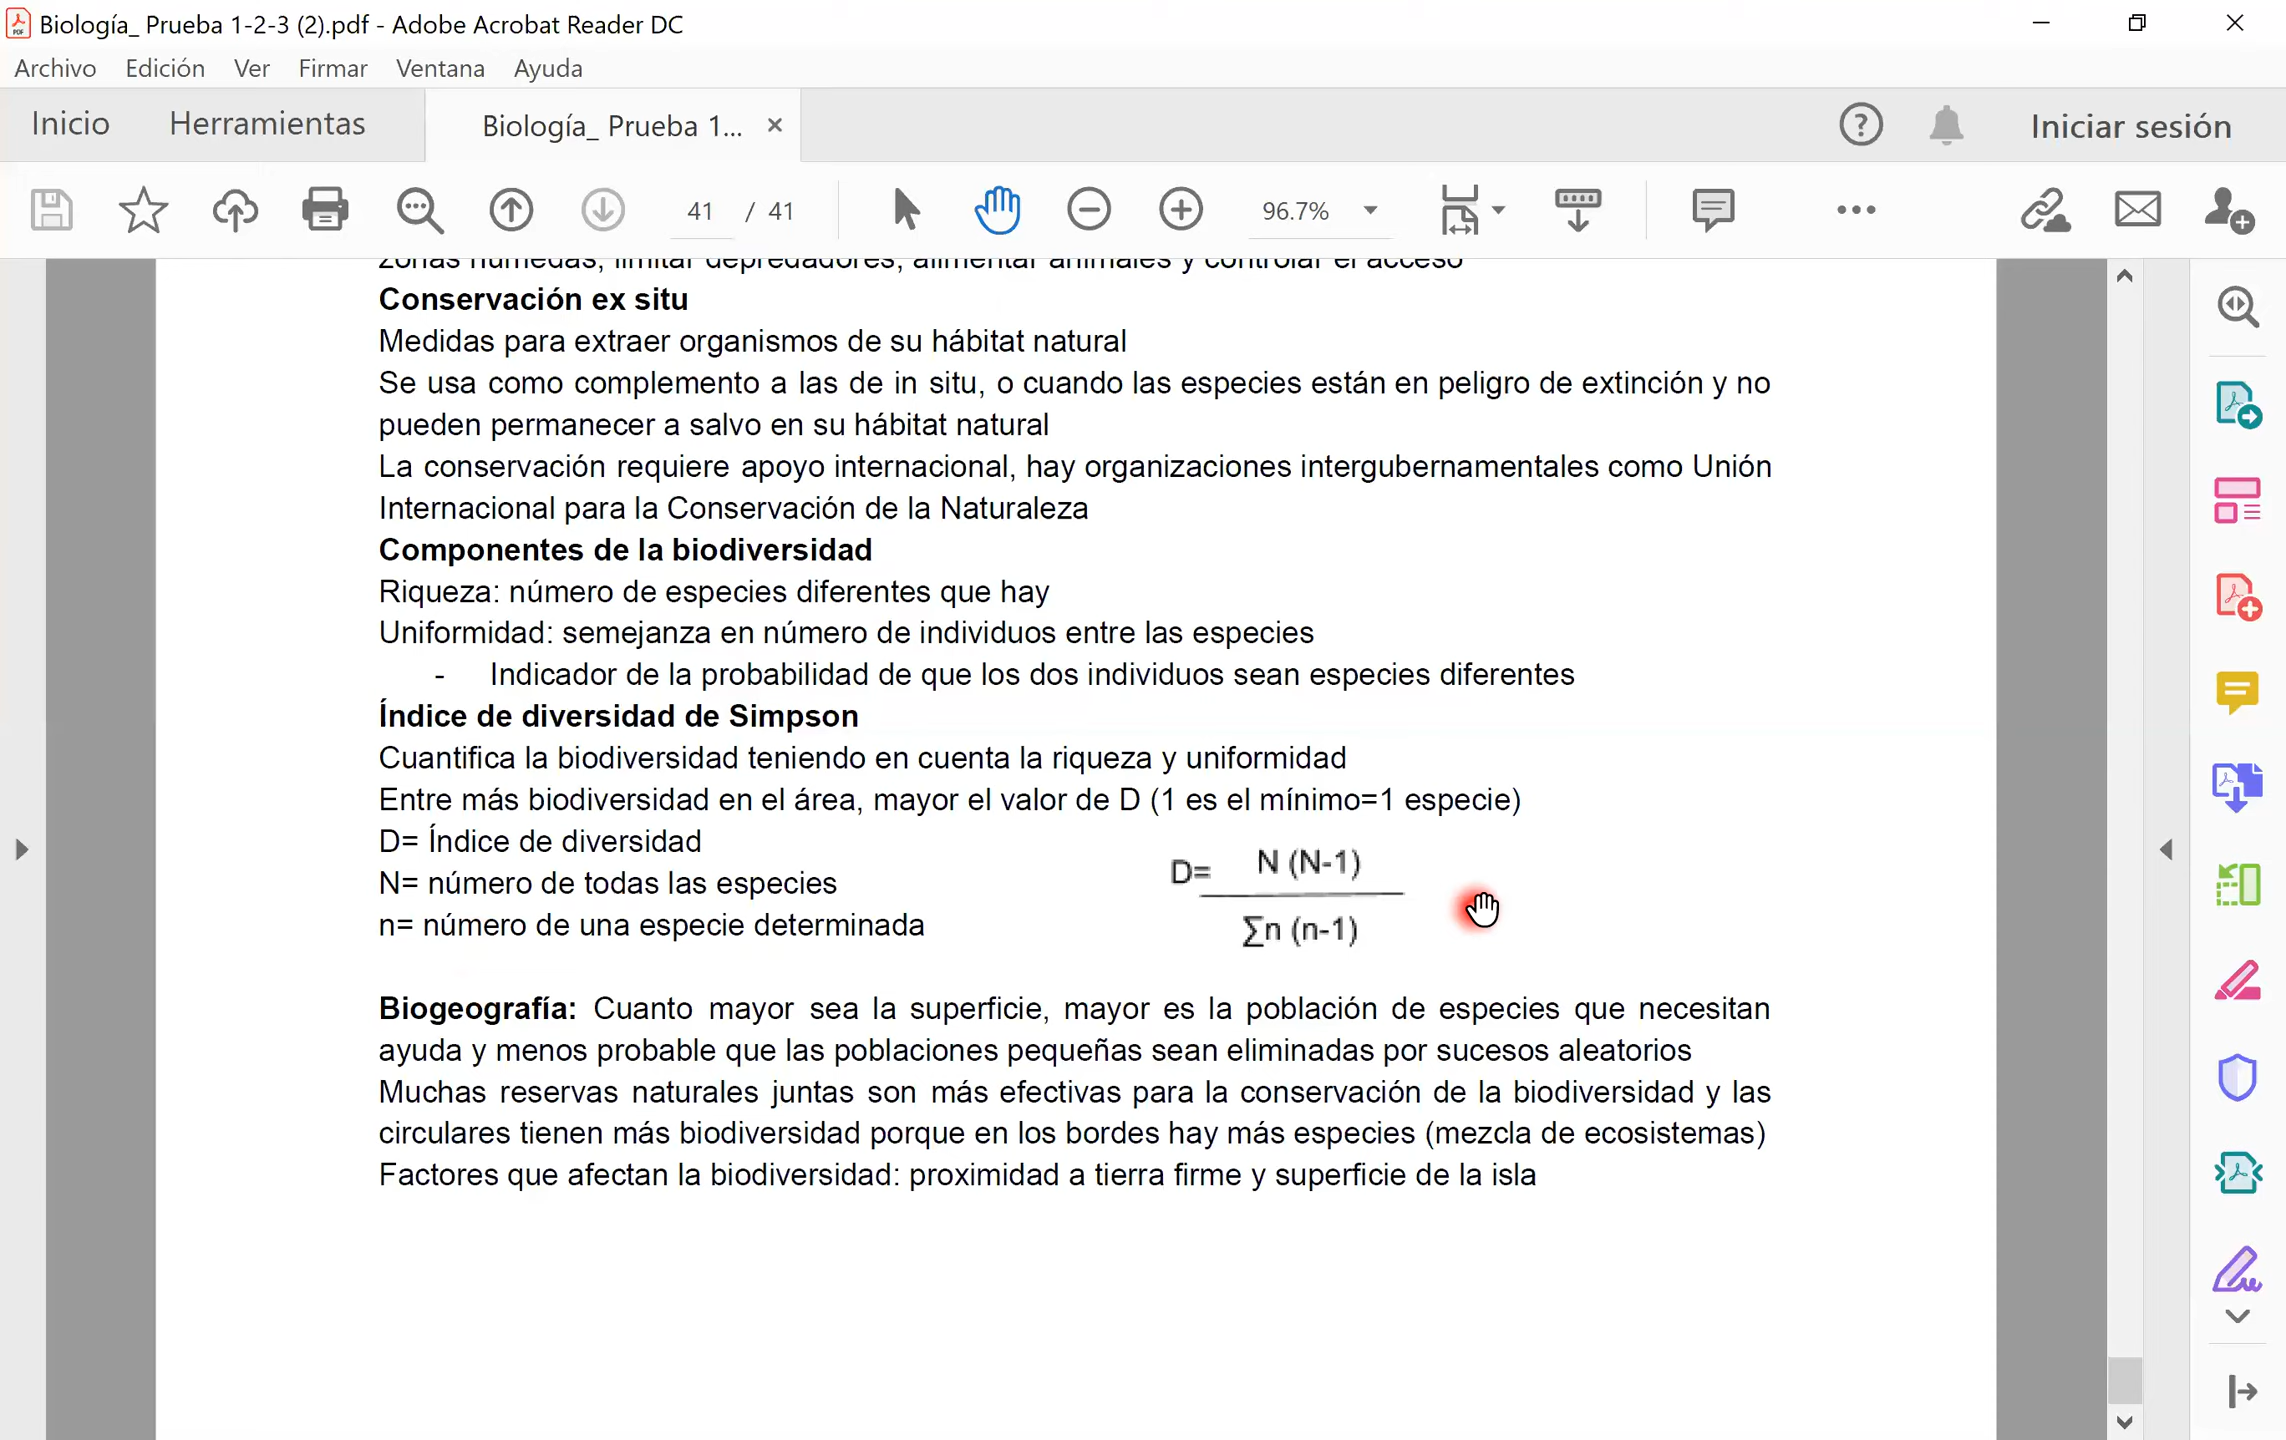 Biología_ Prueba 1-2-3 (2).pdf - Adobe Acrobat Reader DC
Archivo Edición Ver Firmar Ventana Ayuda
Inicio Herramientas Biología_ Prueba 1... × Iniciar sesión
41 / 41 96.7%
zonas húmedas, limitar depredadores, alimentar animales y controlar el acceso
Conservación ex situ
Medidas para extraer organismos de su hábitat natural
Se usa como complemento a las de in situ, o cuando las especies están en peligro de extinción y no
pueden permanecer a salvo en su hábitat natural
La conservación requiere apoyo internacional, hay organizaciones intergubernamentales como Unión
Internacional para la Conservación de la Naturaleza
Componentes de la biodiversidad
Riqueza: número de especies diferentes que hay
Uniformidad: semejanza en número de individuos entre las especies
- Indicador de la probabilidad de que los dos individuos sean especies diferentes
Índice de diversidad de Simpson
Cuantifica la biodiversidad teniendo en cuenta la riqueza y uniformidad
Entre más biodiversidad en el área, mayor el valor de D (1 es el mínimo=1 especie)
D= Índice de diversidad
N= número de todas las especies
n= número de una especie determinada
D= N (N-1)
∑n (n-1)
Biogeografía: Cuanto mayor sea la superficie, mayor es la población de especies que necesitan
ayuda y menos probable que las poblaciones pequeñas sean eliminadas por sucesos aleatorios
Muchas reservas naturales juntas son más efectivas para la conservación de la biodiversidad y las
circulares tienen más biodiversidad porque en los bordes hay más especies (mezcla de ecosistemas)
Factores que afectan la biodiversidad: proximidad a tierra firme y superficie de la isla